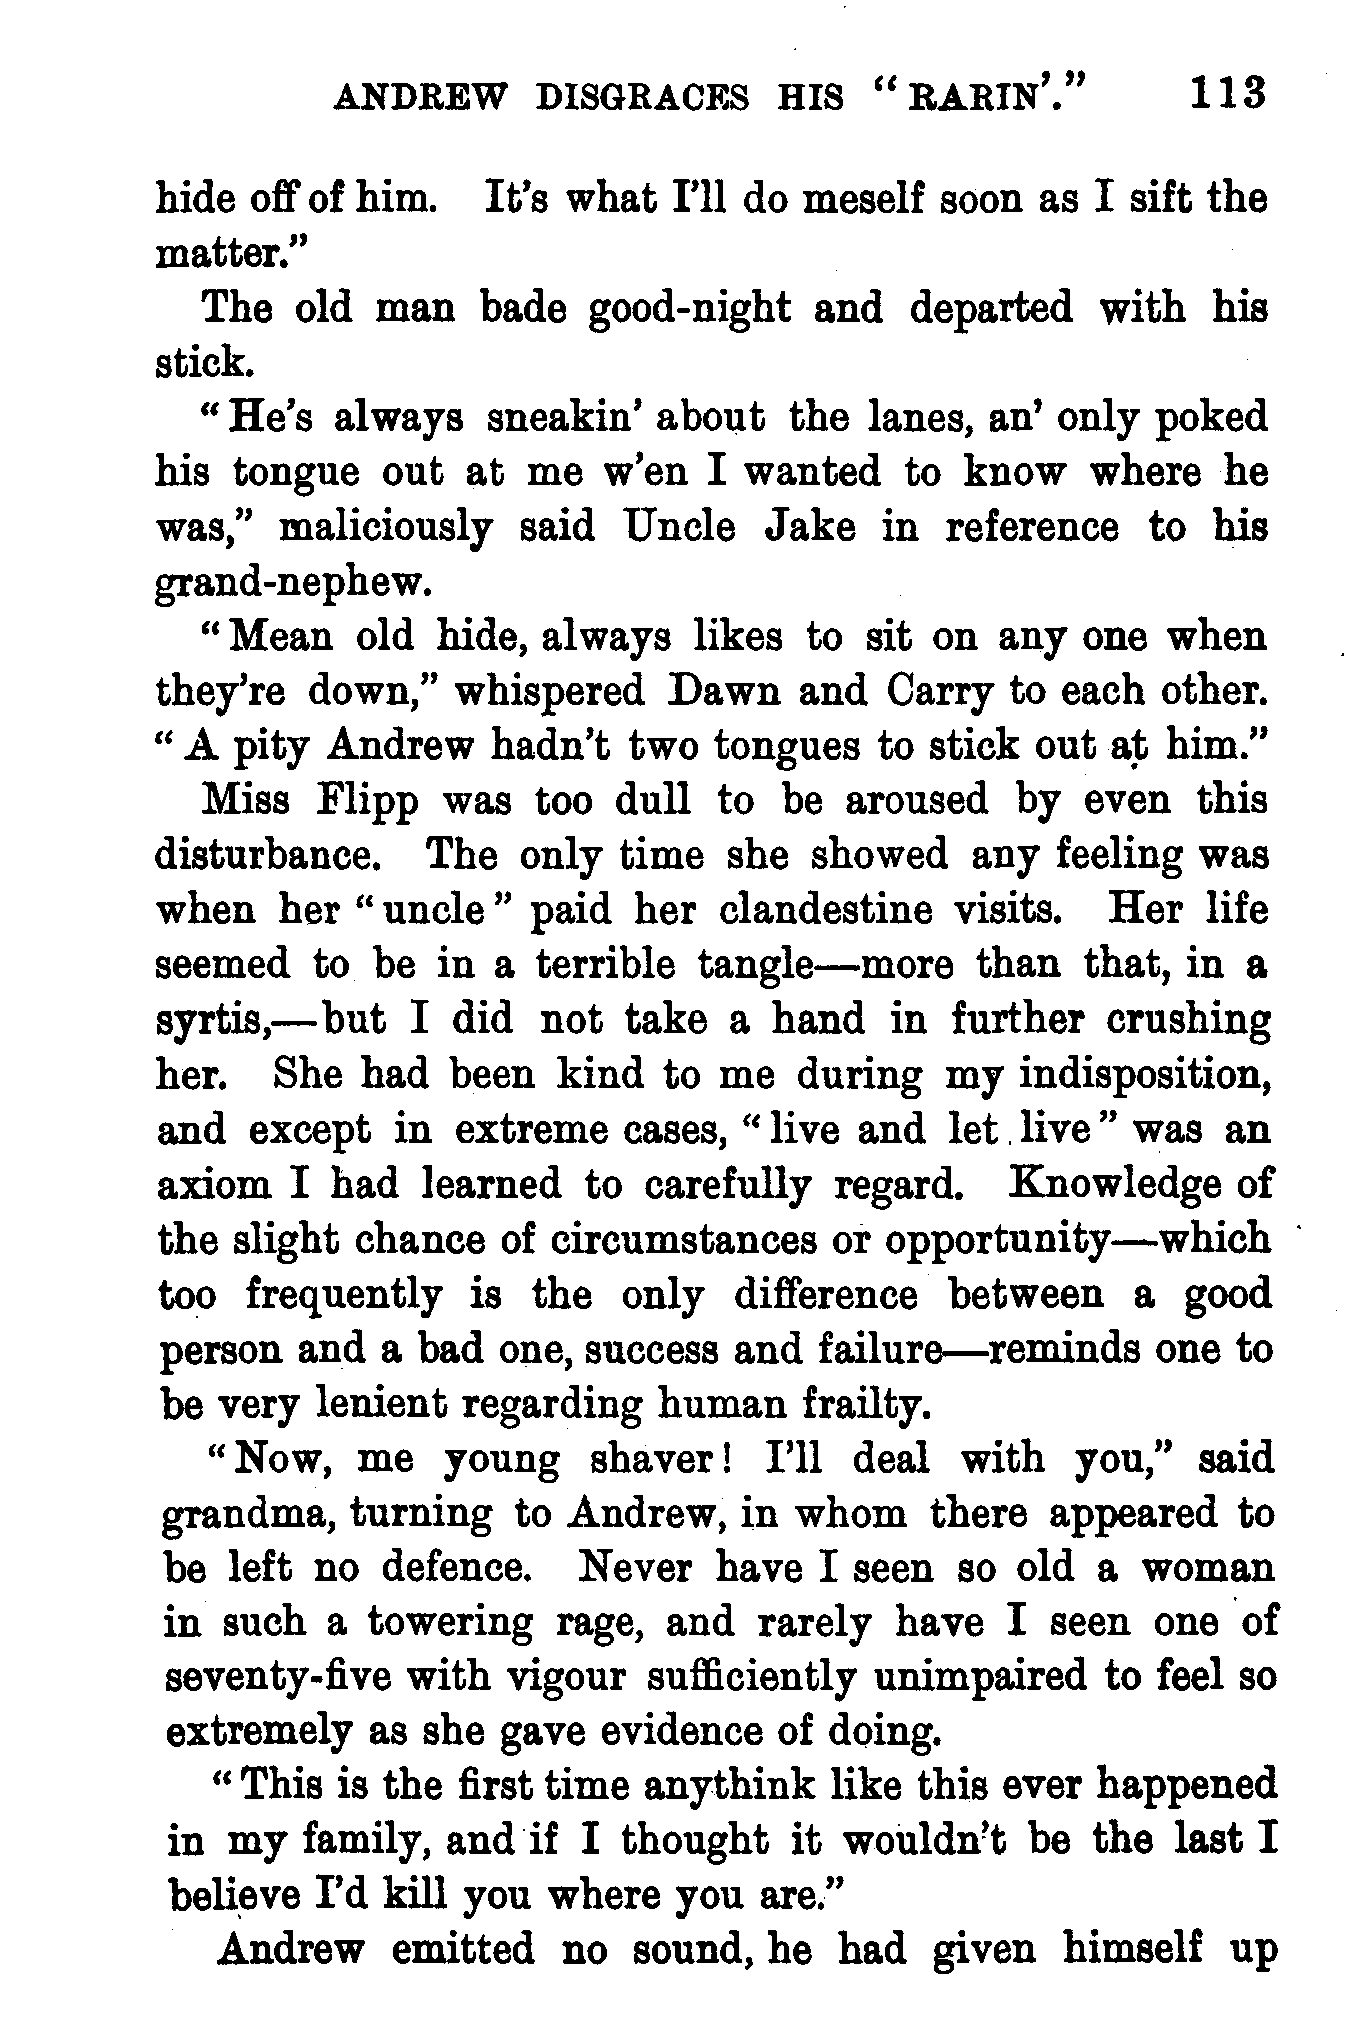 ANDREW DISGRACES HIS "RARIN'." 113
hide off of him. It's what I'll do meself soon as I sift the
matter."
The old man bade good-night and departed with his
stick.
"He's always sneakin' about the lanes, an' only poked
his tongue out at me w'en I wanted to know where he
was," maliciously said Uncle Jake in reference to his
grand-nephew.
"Mean old hide, always likes to sit on any one when
they're down," whispered Dawn and Carry to each other.
"A pity Andrew hadn't two tongues to stick out at him."
Miss Flipp was too dull to be aroused by even this
disturbance. The only time she showed any feeling was
when her "uncle" paid her clandestine visits. Her life
seemed to be in a terrible tangle—more than that, in a
syrtis,—but I did not take a hand in further crushing
her. She had been kind to me during my indisposition,
and except in extreme cases, "live and let live" was an
axiom I had learned to carefully regard. Knowledge of
the slight chance of circumstances or opportunity—which
too frequently is the only difference between a good
person and a bad one, success and failure—reminds one to
be very lenient regarding human frailty.
"Now, me young shaver! I'll deal with you," said
grandma, turning to Andrew, in whom there appeared to
be left no defence. Never have I seen so old a woman
in such a towering rage, and rarely have I seen one of
seventy-five with vigour sufficiently unimpaired to feel so
extremely as she gave evidence of doing.
"This is the first time anythink like this ever happened
in my family, and if I thought it wouldn't be the last I
believe I'd kill you where you are."
Andrew emitted no sound, he had given himself up